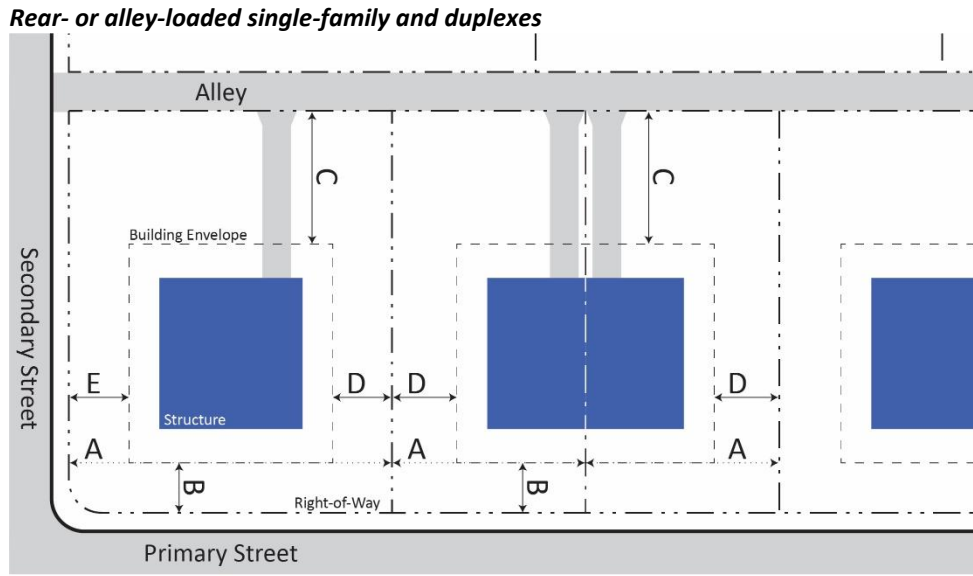 Rear- or alley-loaded single-family and duplexes
Alley
C
C
Building Envelope
Secondary Street
E
D
D
D
Structure
A
A
A
B
B
Right-of-Way
Primary Street